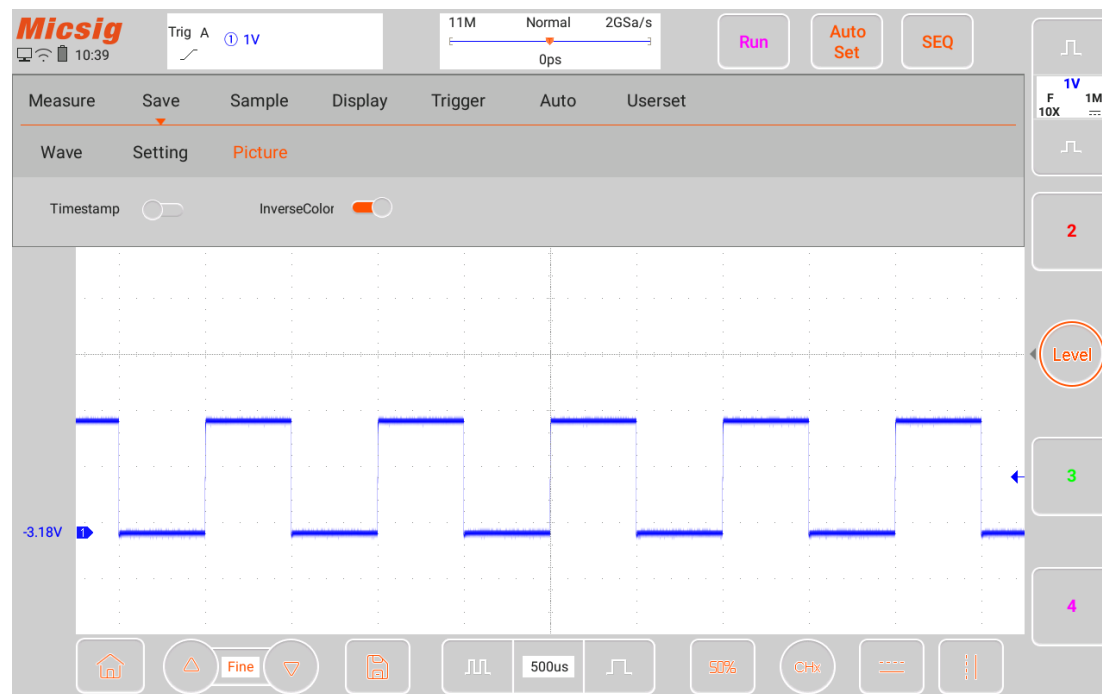 Micsig
10:39
Trig A ① 1V
11M Normal 2GSa/s
0ps
Run
Auto
Set
SEQ
Measure Save Sample Display Trigger Auto Userset
1V
F 1M
10X
Wave Setting Picture
Timestamp InverseColor
2
Level
3
-3.18V 1
4
Fine
500us
50%
CHx